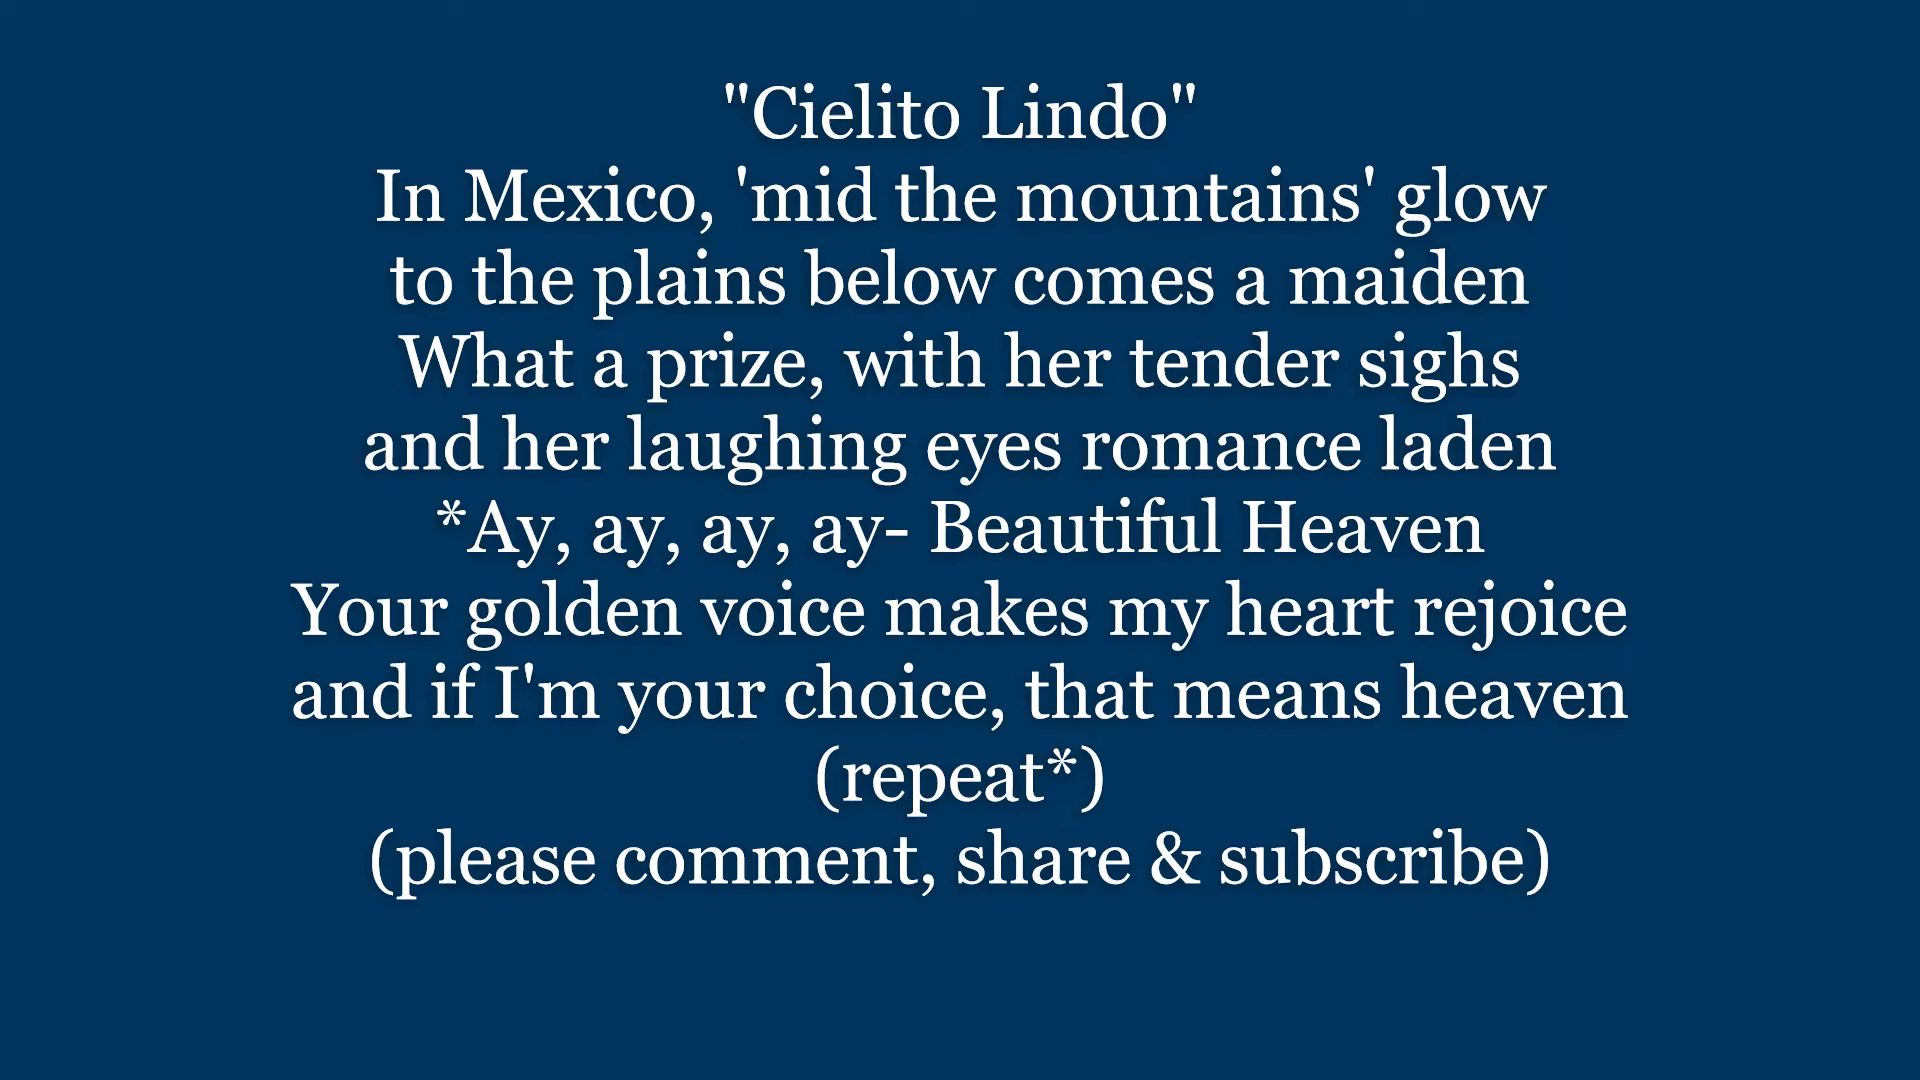 "Cielito Lindo"
In Mexico, 'mid the mountains' glow
to the plains below comes a maiden
What a prize, with her tender sighs
and her laughing eyes romance laden
*Ay, ay, ay, ay- Beautiful Heaven
Your golden voice makes my heart rejoice
and if I'm your choice, that means heaven
(repeat*)
(please comment, share & subscribe)